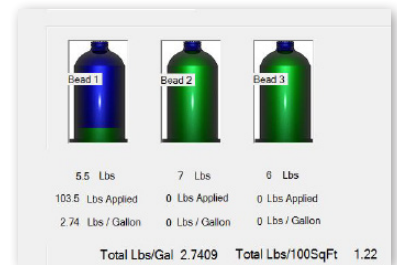 Bead 1 Bead 2 Bead 3
5.5 Lbs 7 Lbs 6 Lbs
103.5 Lbs Applied 0 Lbs Applied 0 Lbs Applied
2.74 Lbs / Gallon 0 Lbs / Gallon 0 Lbs / Gallon
Total Lbs/Gal 2.7409 Total Lbs/100SqFt 1.22